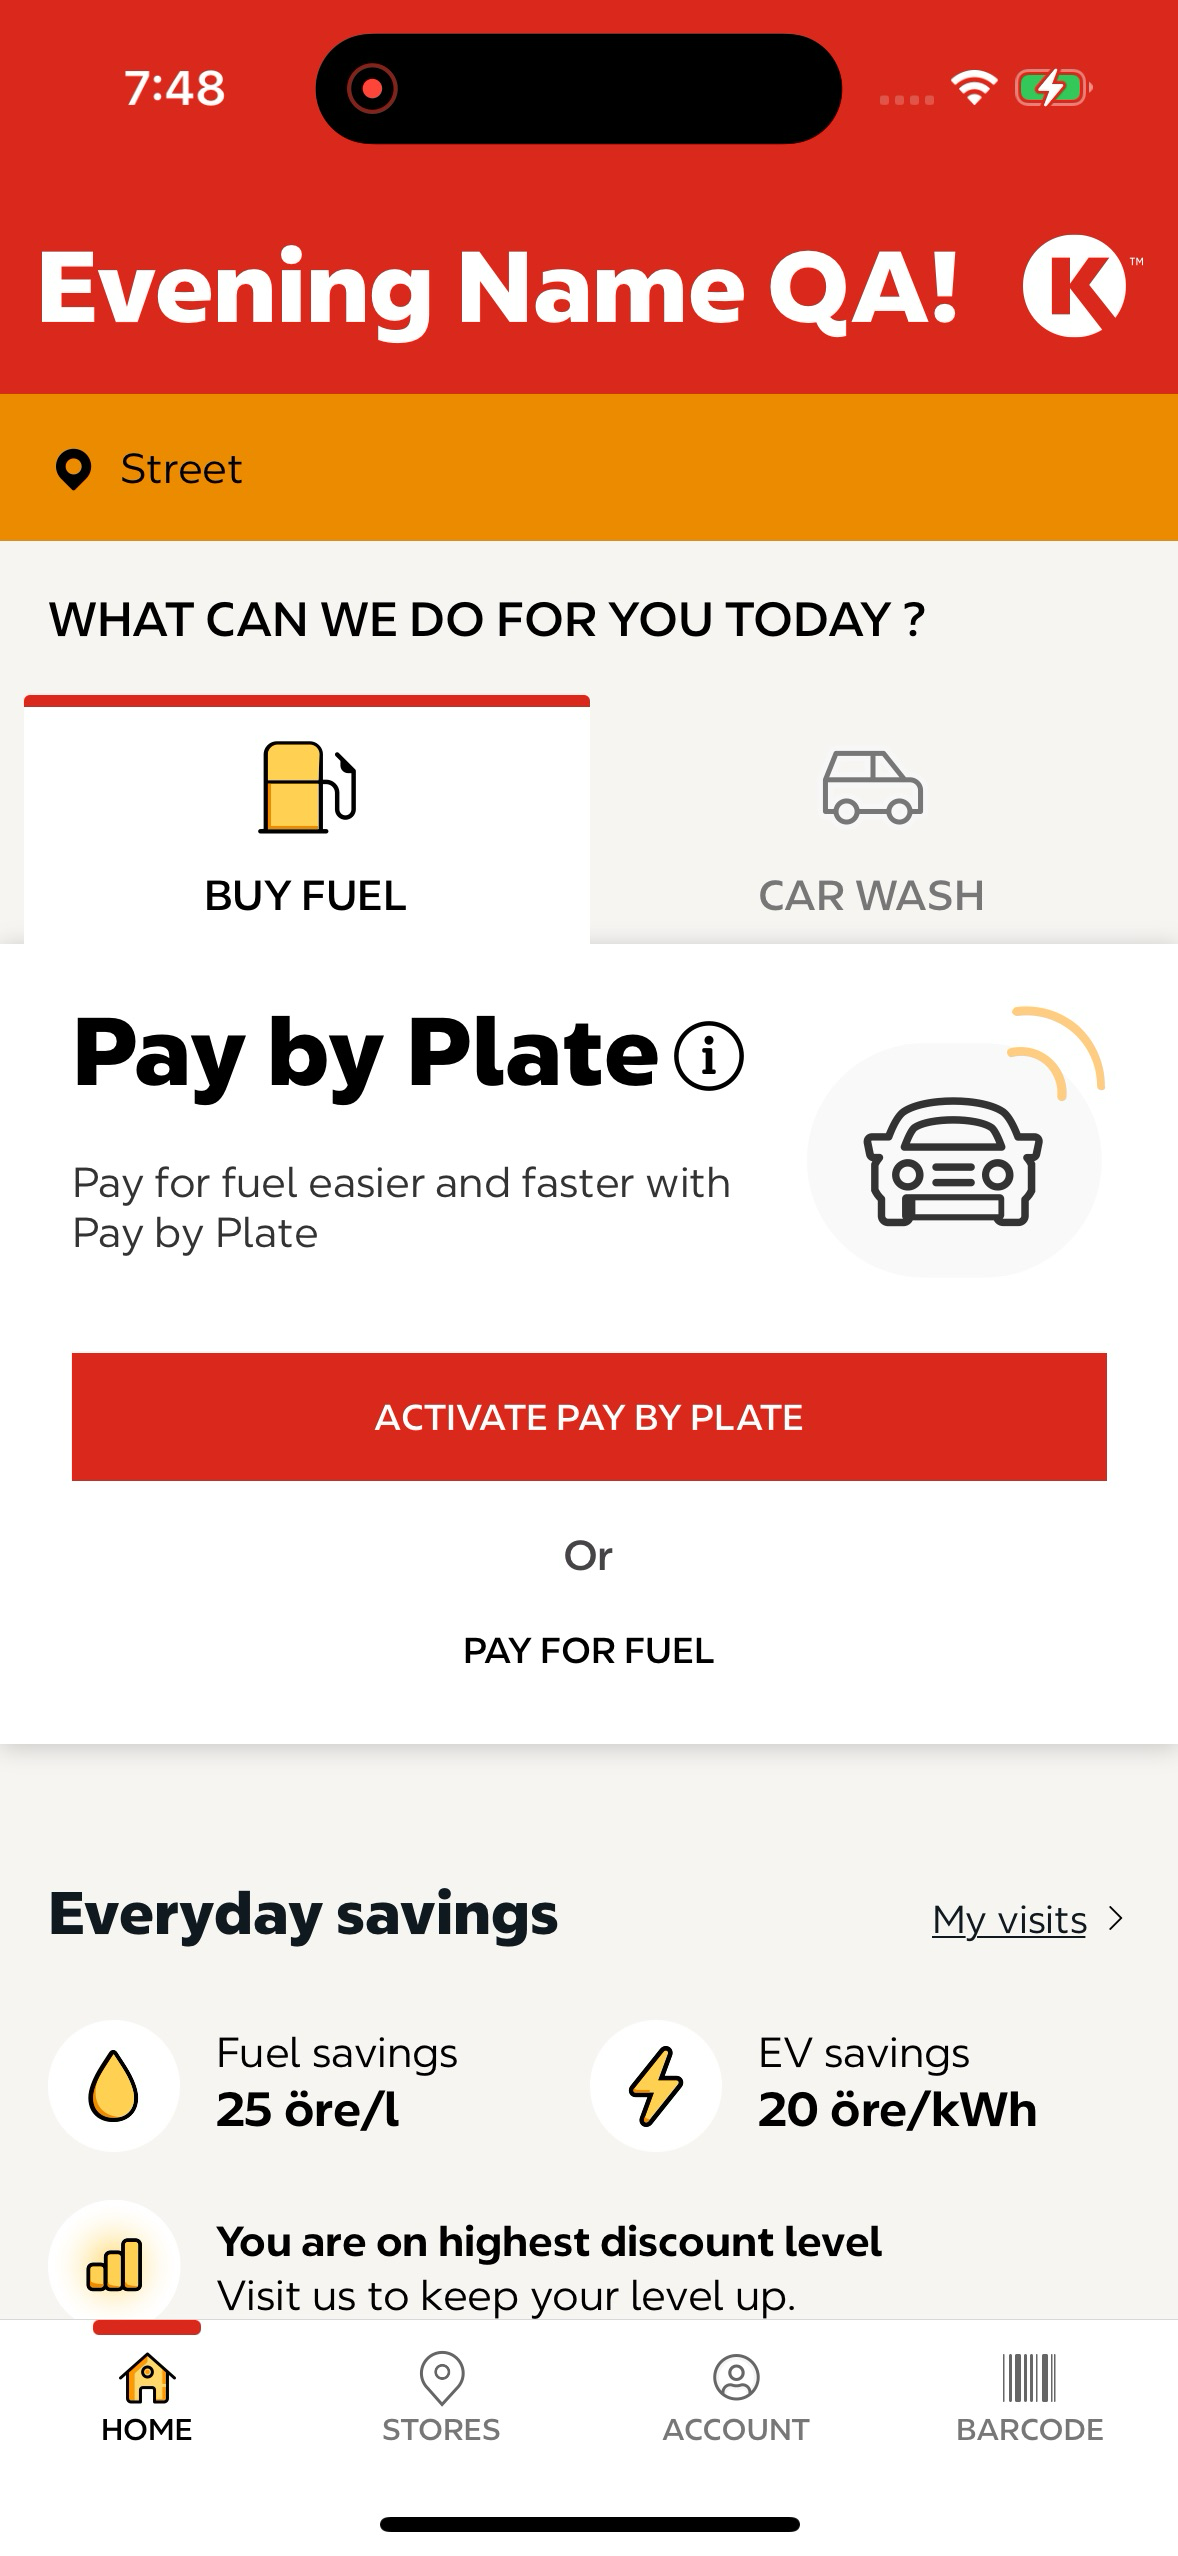 7:48
Evening Name QA!
K™
Street
WHAT CAN WE DO FOR YOU TODAY ?
BUY FUEL
CAR WASH
Pay by Plate
Pay for fuel easier and faster with
Pay by Plate
ACTIVATE PAY BY PLATE
Or
PAY FOR FUEL
Everyday savings
My visits
Fuel savings
25 öre/l
EV savings
20 öre/kWh
You are on highest discount level
Visit us to keep your level up.
HOME
STORES
ACCOUNT
BARCODE